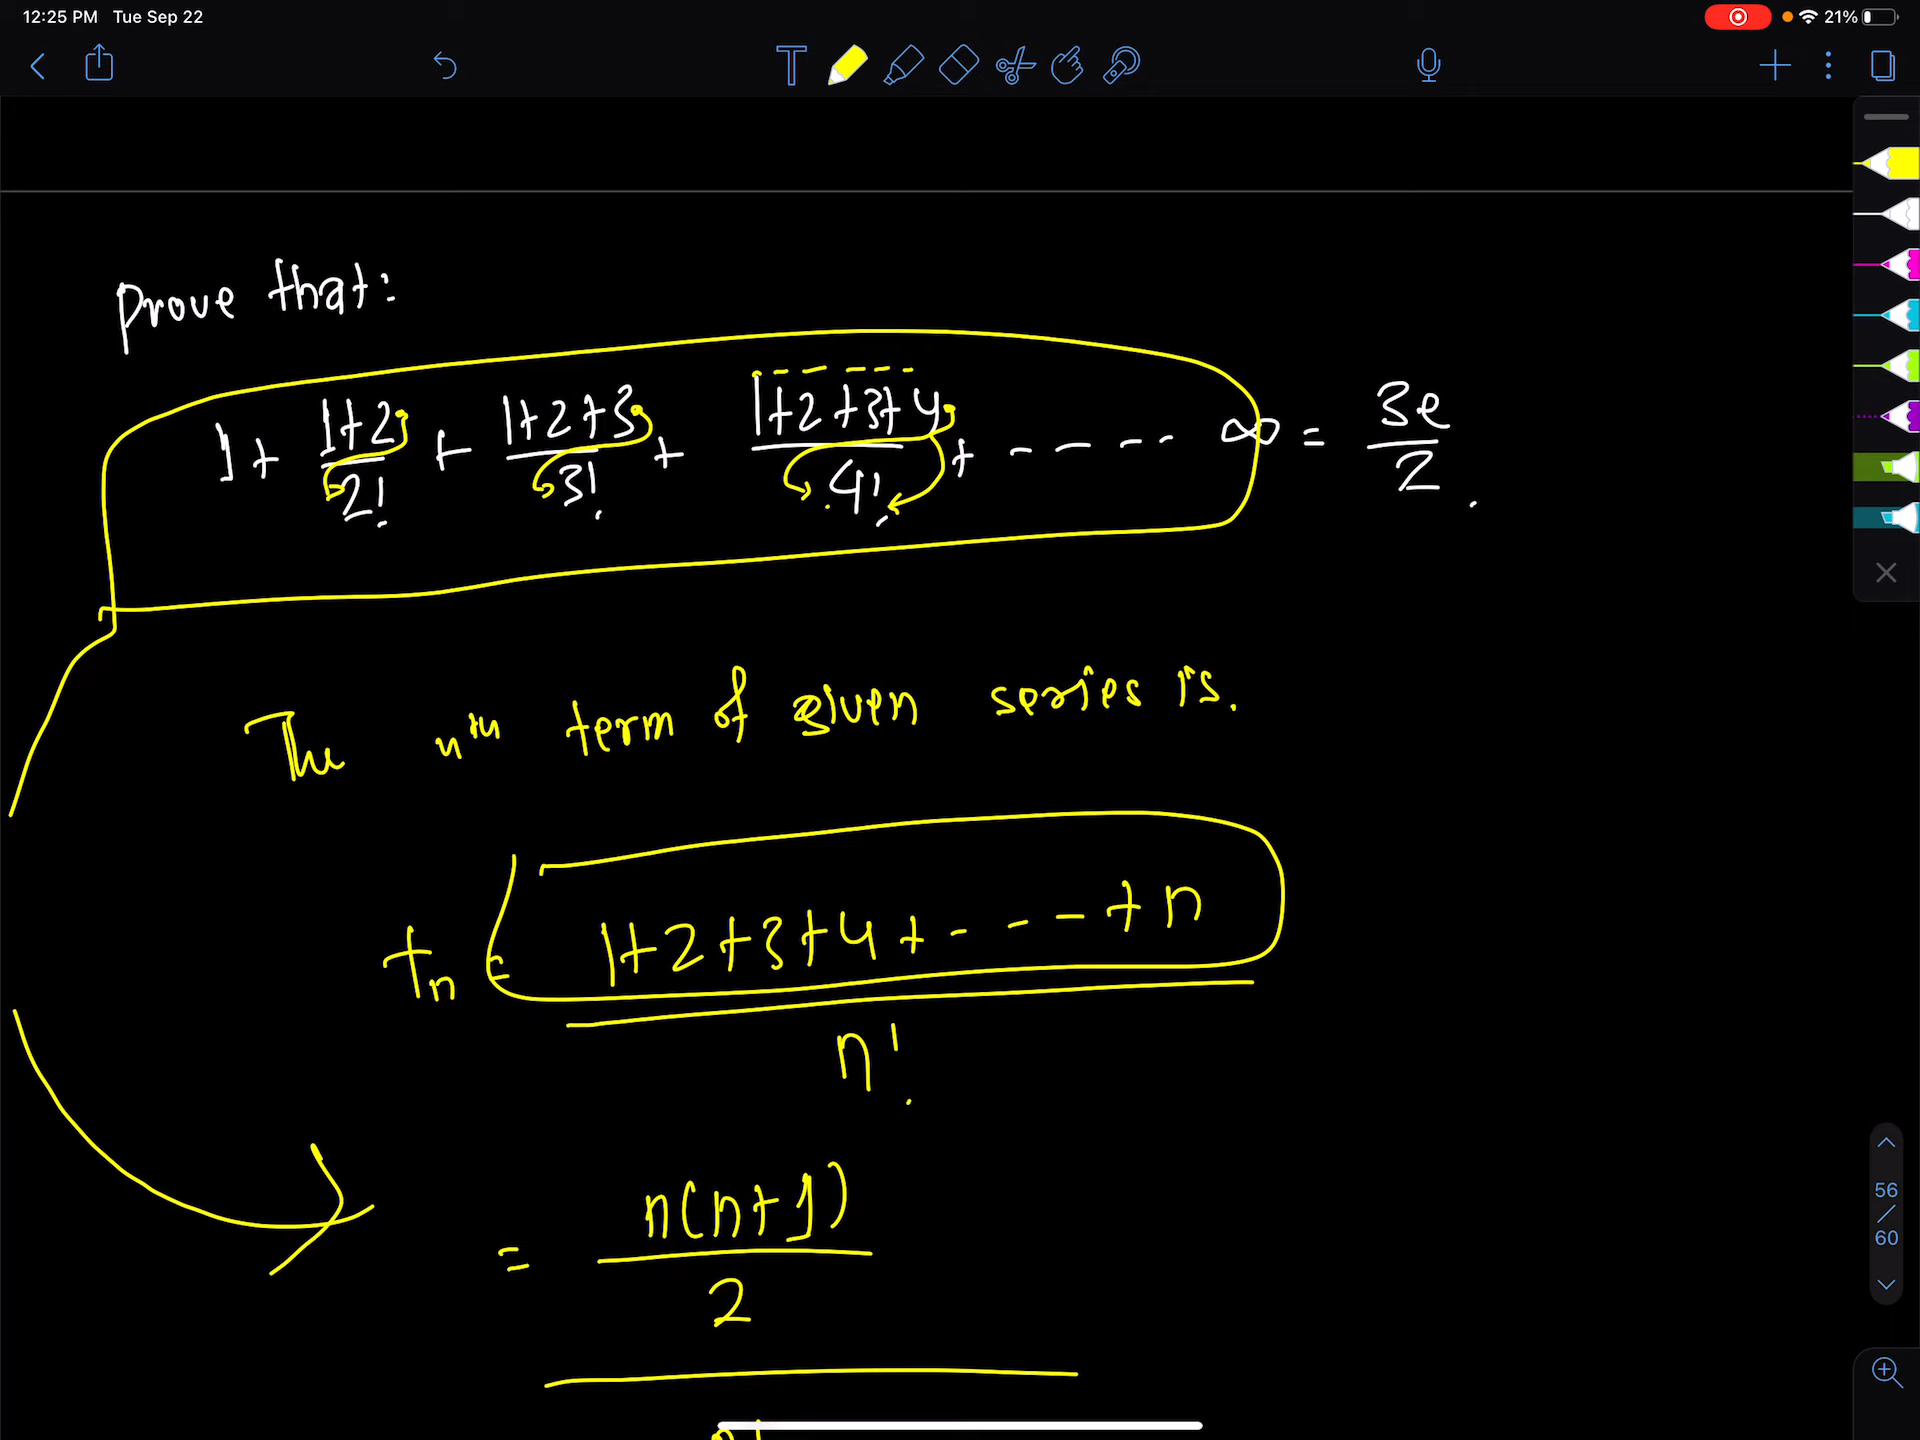 12:25 PM Tue Sep 22 21%
prove that:
1 + (1+2)/2! + (1+2+3)/3! + (1+2+3+4)/4! + - - - - - ∞ = 3e/2.
The nth term of given series is.
tn = (1+2+3+4+ - - - - + n)/n!
= n(n+1)/2
n!
56
/
60